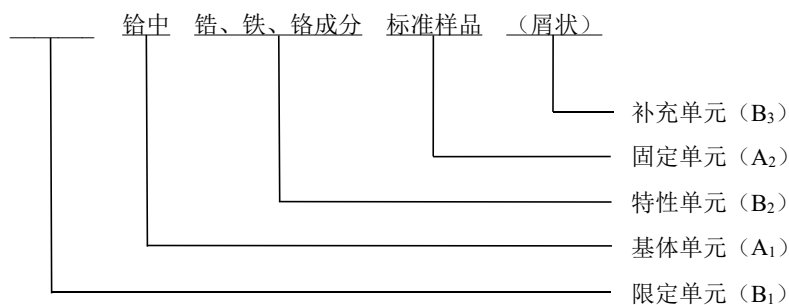 铪中 锆、铁、铬成分 标准样品 （屑状）
补充单元（B₃）
固定单元（A₂）
特性单元（B₂）
基体单元（A₁）
限定单元（B₁）